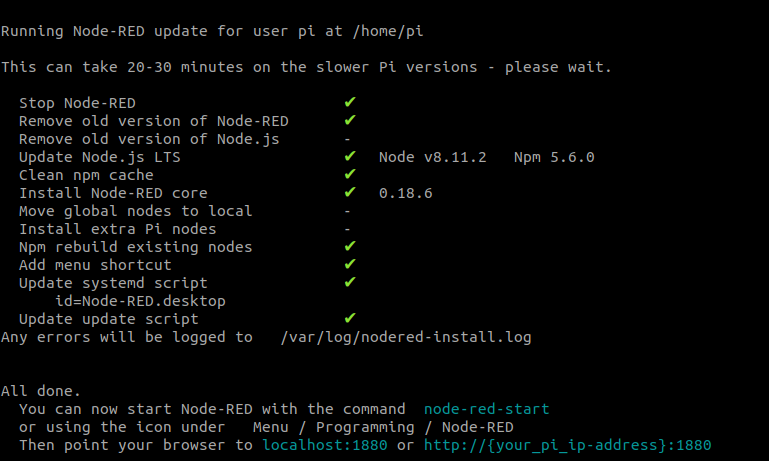 Running Node-RED update for user pi at /home/pi
This can take 20-30 minutes on the slower Pi versions - please wait.
Stop Node-RED ✔
Remove old version of Node-RED ✔
Remove old version of Node.js -
Update Node.js LTS ✔ Node v8.11.2 Npm 5.6.0
Clean npm cache ✔
Install Node-RED core ✔ 0.18.6
Move global nodes to local -
Install extra Pi nodes -
Npm rebuild existing nodes ✔
Add menu shortcut ✔
Update systemd script ✔
id=Node-RED.desktop
Update update script ✔
Any errors will be logged to /var/log/nodered-install.log
All done.
You can now start Node-RED with the command node-red-start
or using the icon under Menu / Programming / Node-RED
Then point your browser to localhost:1880 or http://{your_pi_ip-address}:1880